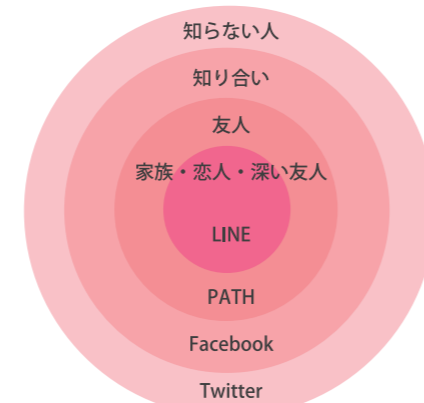 知らない人
知り合い
友人
家族・恋人・深い友人
LINE
PATH
Facebook
Twitter